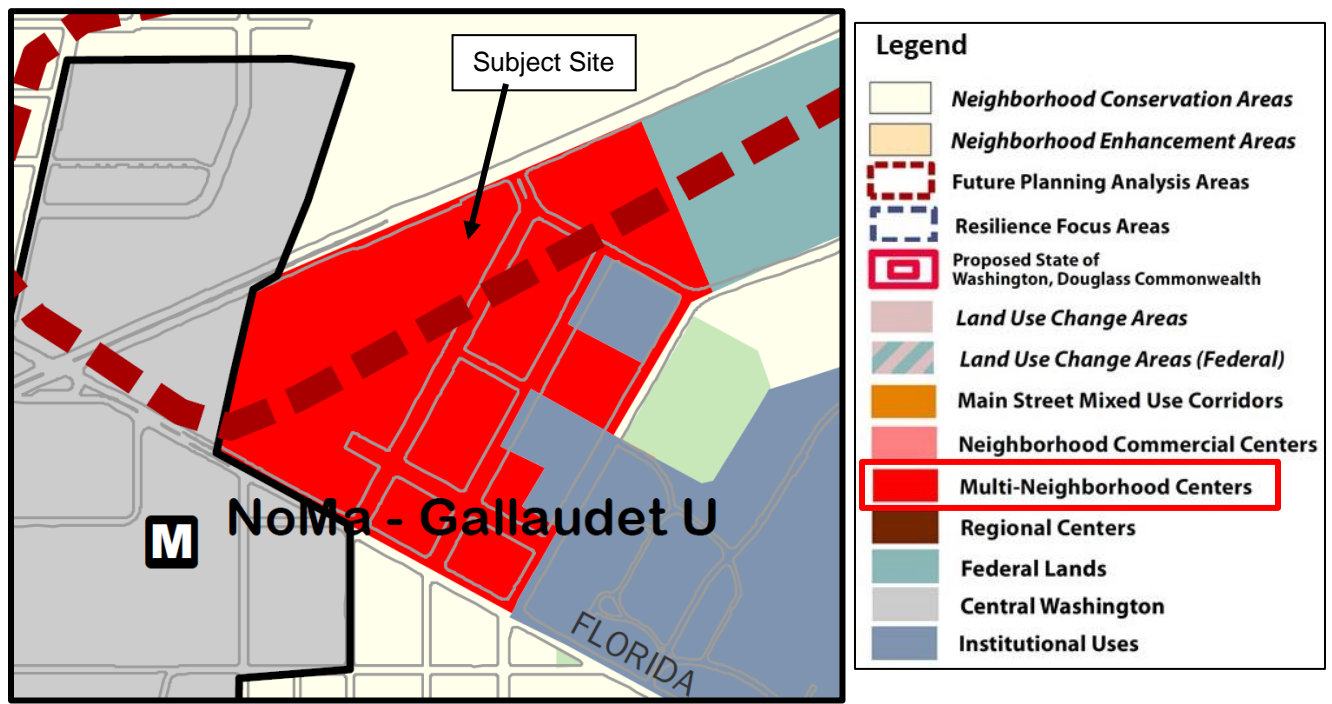 Subject Site
M
NoMa - Gallaudet U
FLORIDA
Legend
Neighborhood Conservation Areas
Neighborhood Enhancement Areas
Future Planning Analysis Areas
Resilience Focus Areas
Proposed State of
Washington, Douglass Commonwealth
Land Use Change Areas
Land Use Change Areas (Federal)
Main Street Mixed Use Corridors
Neighborhood Commercial Centers
Multi-Neighborhood Centers
Regional Centers
Federal Lands
Central Washington
Institutional Uses